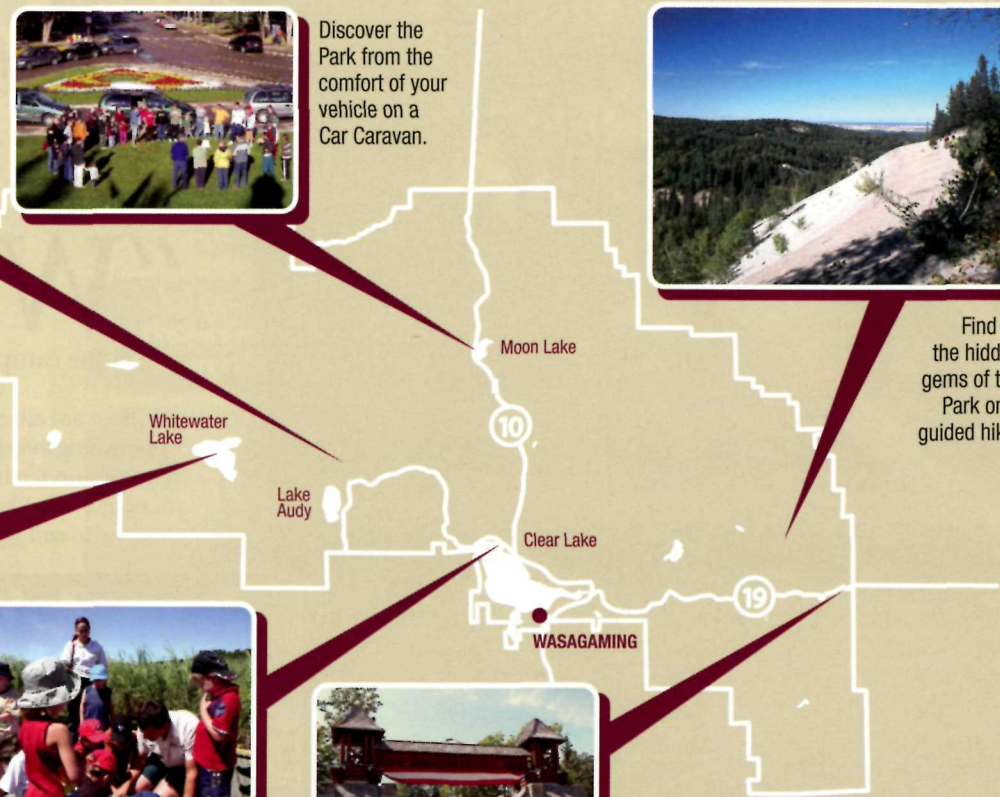 Discover the
Park from the
comfort of your
vehicle on a
Car Caravan.
Moon Lake
10
Whitewater
Lake
Lake
Audy
Clear Lake
19
WASAGAMING
Find
the hidd
gems of t
Park or
guided hik